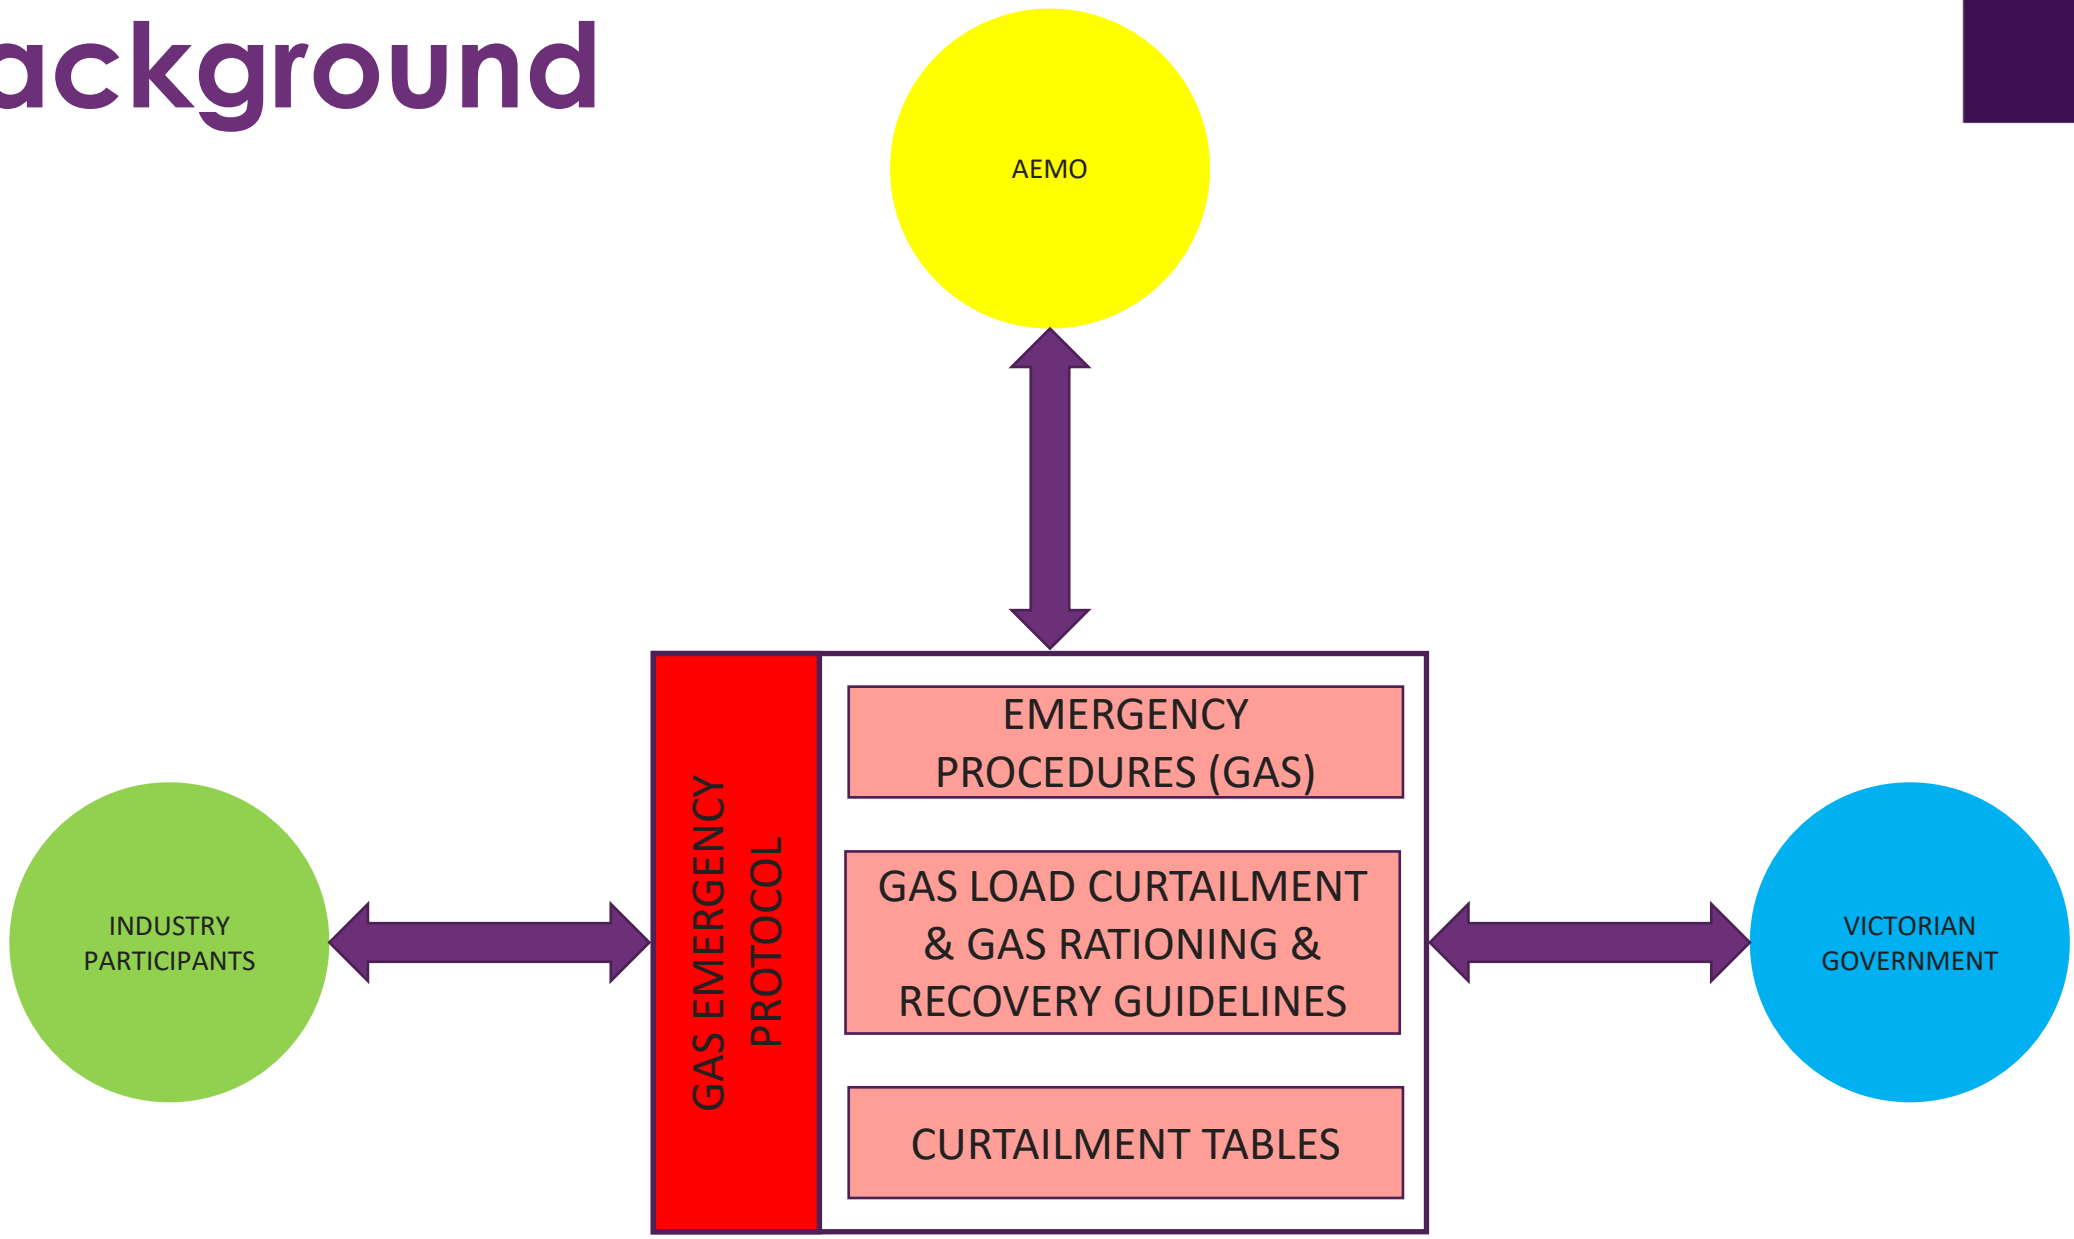 ackground
AEMO
EMERGENCY
PROCEDURES (GAS)
GAS EMERGENCY
PROTOCOL
GAS LOAD CURTAILMENT
& GAS RATIONING &
RECOVERY GUIDELINES
CURTAILMENT TABLES
INDUSTRY
PARTICIPANTS
VICTORIAN
GOVERNMENT